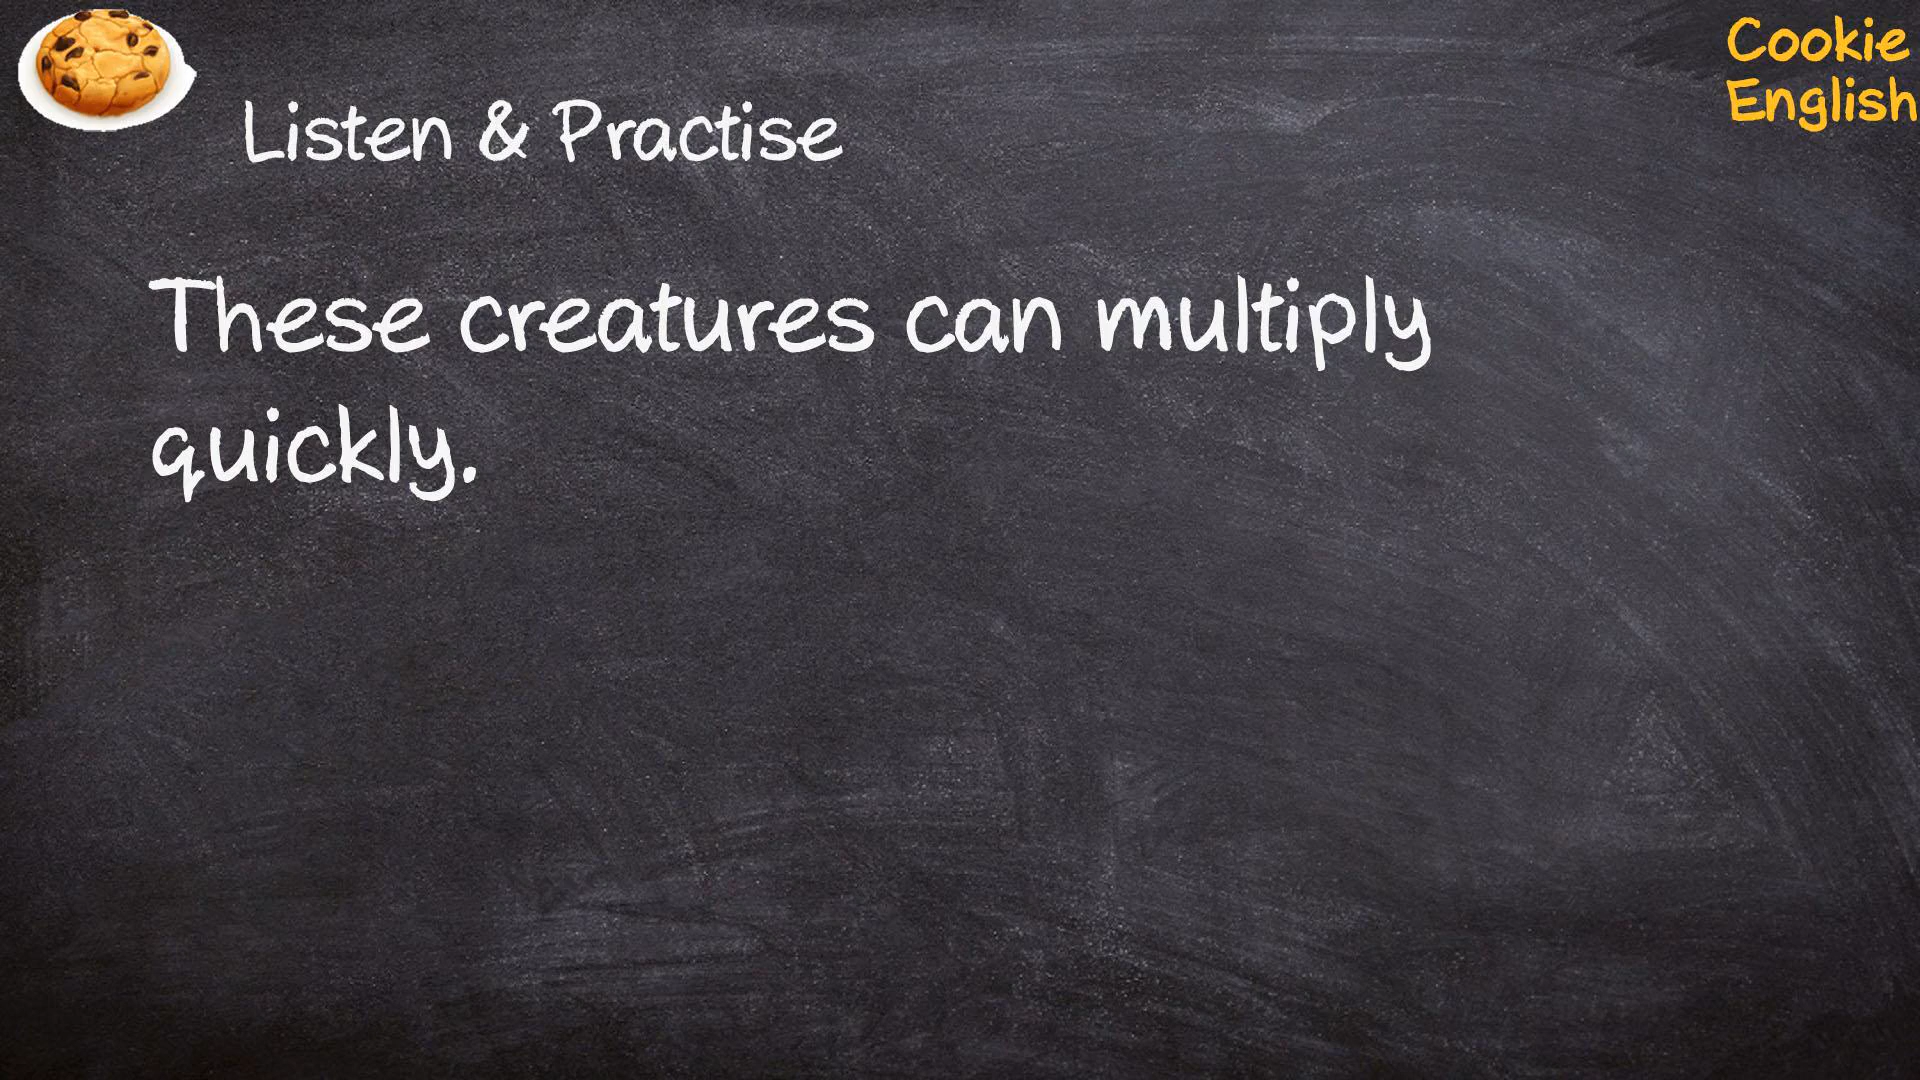 Cookie
English
Listen & Practise
These creatures can multiply
quickly.